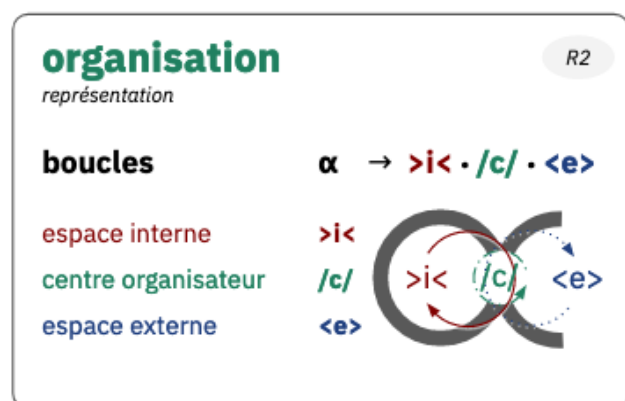 organisation
R2
représentation
boucles α → >i< · /c/ · <e>
espace interne >i<
centre organisateur /c/
espace externe <e>
>i< /c/ <e>